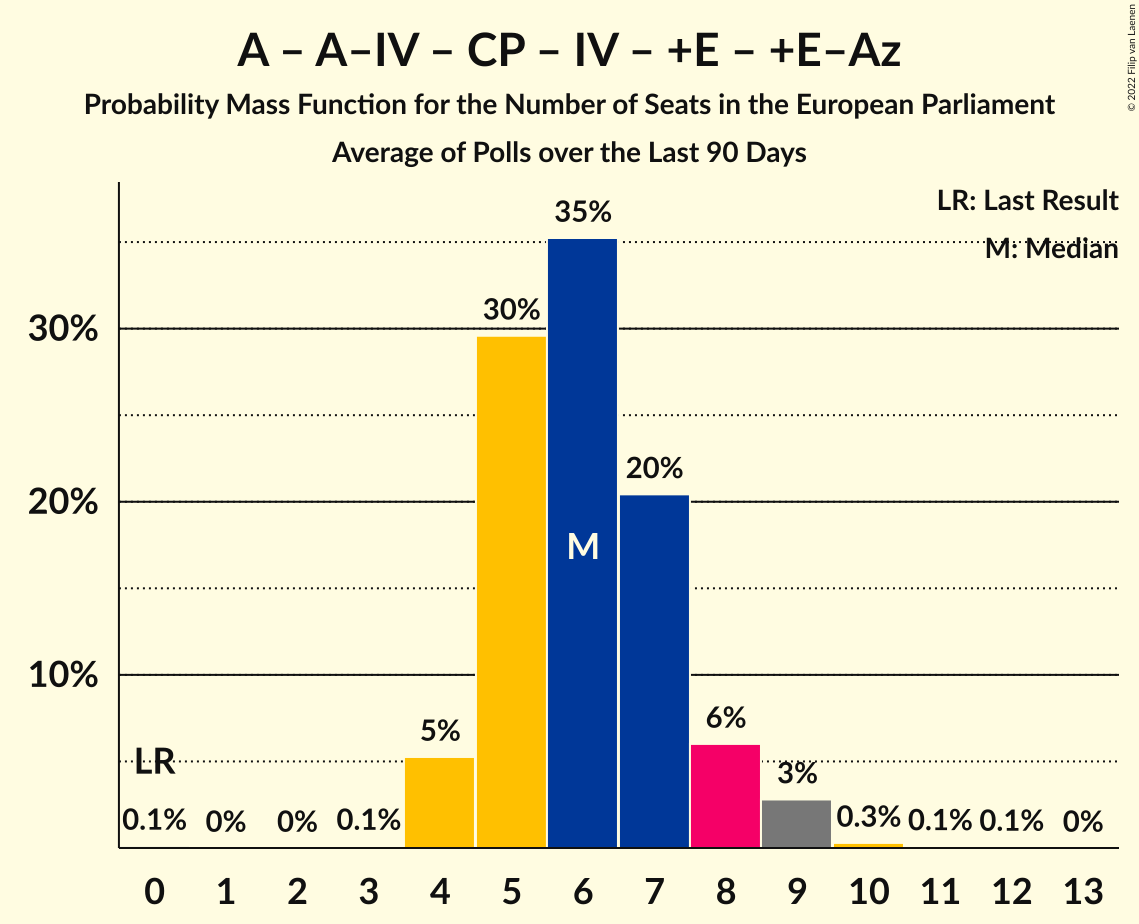 A – A–IV – CP – IV – +E – +E–Az
Probability Mass Function for the Number of Seats in the European Parliament
Average of Polls over the Last 90 Days
© 2022 Filip van Laenen
LR: Last Result
M: Median
35%
30%
30%
20%
20%
M
10%
6%
5%
LR
3%
0.1% 0% 0% 0.1% 0.3% 0.1% 0.1% 0%
0 1 2 3 4 5 6 7 8 9 10 11 12 13